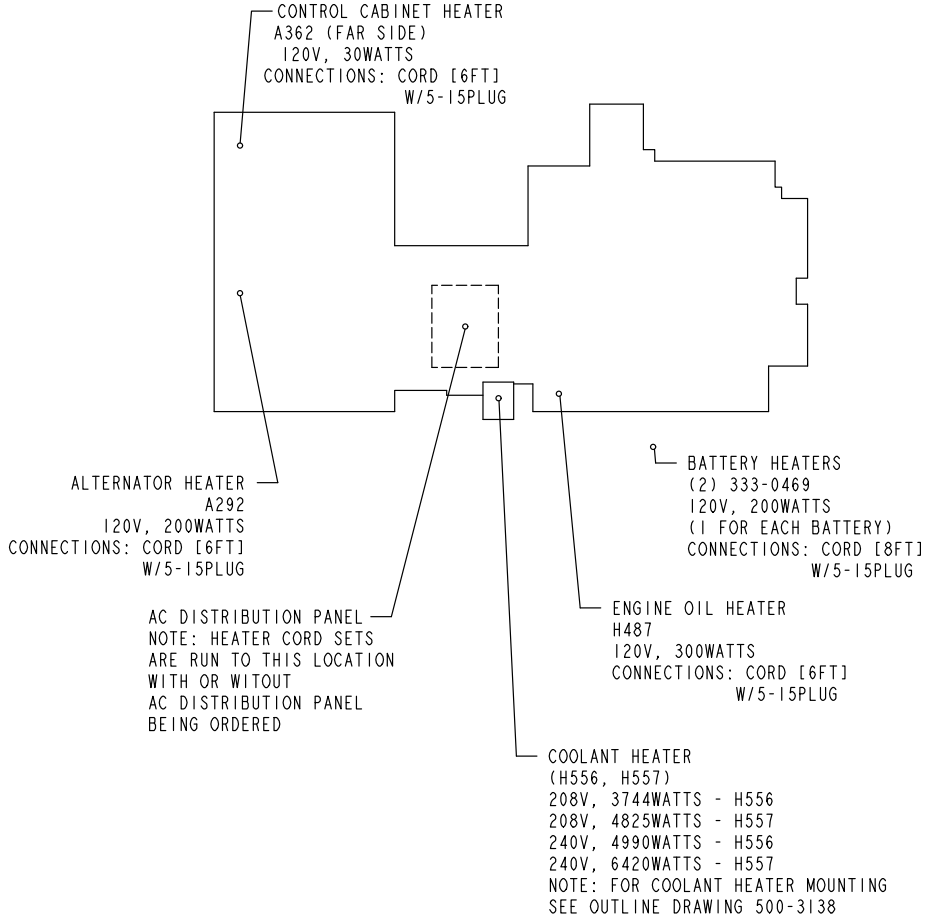 CONTROL CABINET HEATER
A362 (FAR SIDE)
120V, 30WATTS
CONNECTIONS: CORD [6FT]
W/5-15PLUG
ALTERNATOR HEATER
A292
120V, 200WATTS
CONNECTIONS: CORD [6FT]
W/5-15PLUG
BATTERY HEATERS
(2) 333-0469
120V, 200WATTS
(1 FOR EACH BATTERY)
CONNECTIONS: CORD [8FT]
W/5-15PLUG
AC DISTRIBUTION PANEL
NOTE: HEATER CORD SETS
ARE RUN TO THIS LOCATION
WITH OR WITOUT
AC DISTRIBUTION PANEL
BEING ORDERED
ENGINE OIL HEATER
H487
120V, 300WATTS
CONNECTIONS: CORD [6FT]
W/5-15PLUG
COOLANT HEATER
(H556, H557)
208V, 3744WATTS - H556
208V, 4825WATTS - H557
240V, 4990WATTS - H556
240V, 6420WATTS - H557
NOTE: FOR COOLANT HEATER MOUNTING
SEE OUTLINE DRAWING 500-3138